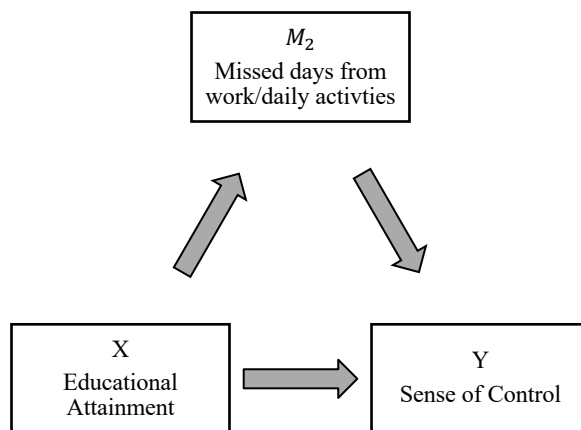 M₂
Missed days from
work/daily activties
X
Educational
Attainment
Y
Sense of Control